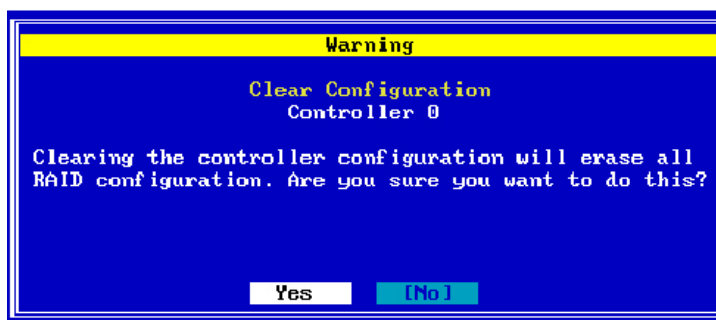 Warning
Clear Configuration
Controller 0
Clearing the controller configuration will erase all
RAID configuration. Are you sure you want to do this?
Yes [No]